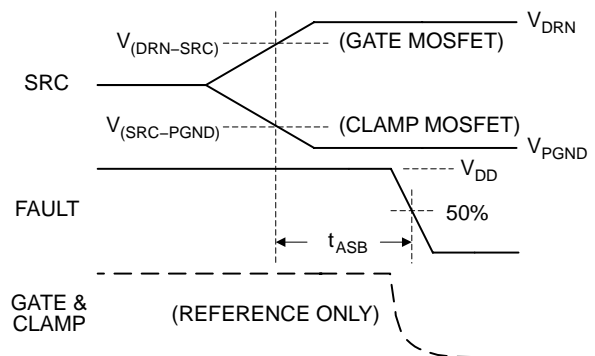 V(DRN–SRC)
(GATE MOSFET)
VDRN
SRC
V(SRC–PGND)
(CLAMP MOSFET)
VPGND
VDD
FAULT
50%
tASB
GATE &
CLAMP
(REFERENCE ONLY)